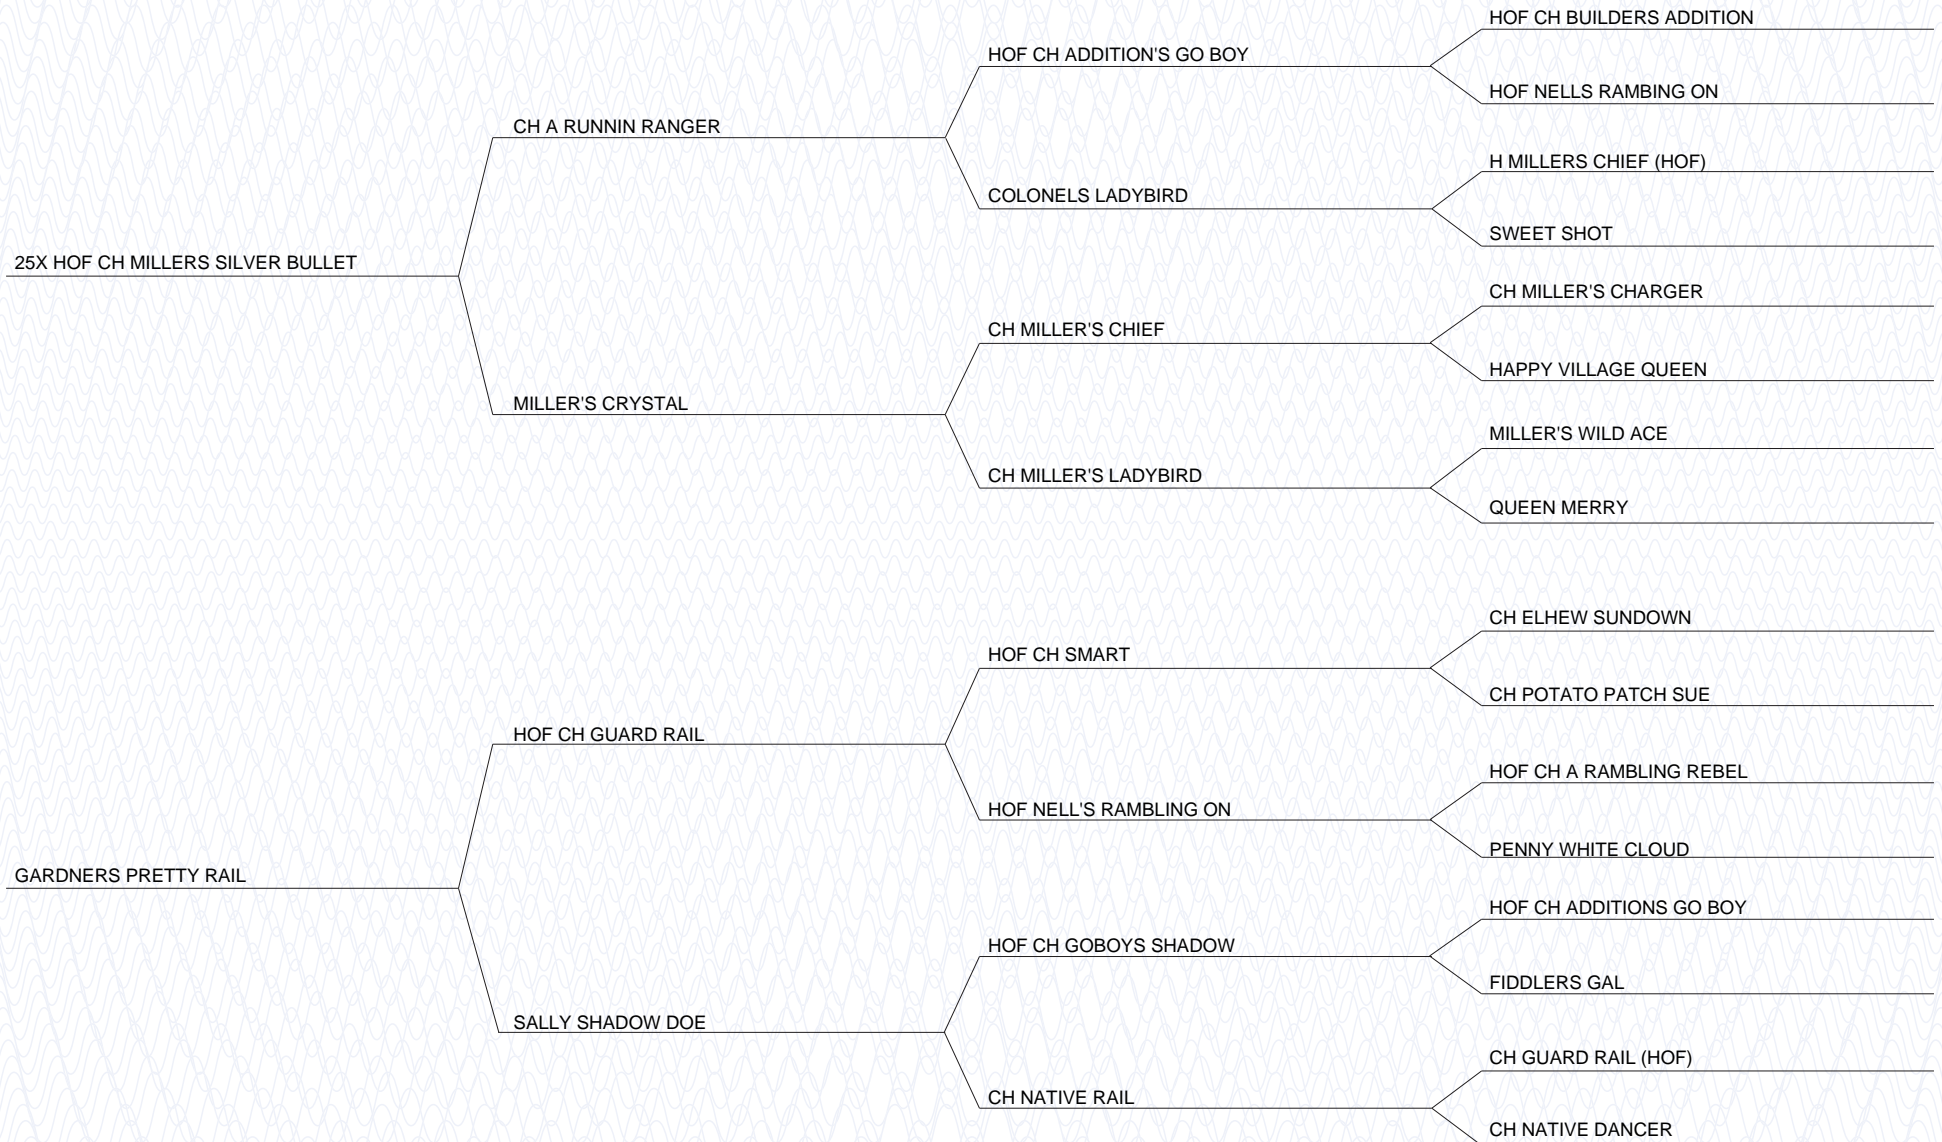 HOF CH BUILDERS ADDITION
HOF CH ADDITION'S GO BOY
HOF NELLS RAMBING ON
CH A RUNNIN RANGER
H MILLERS CHIEF (HOF)
COLONELS LADYBIRD
SWEET SHOT
25X HOF CH MILLERS SILVER BULLET
CH MILLER'S CHARGER
CH MILLER'S CHIEF
HAPPY VILLAGE QUEEN
MILLER'S CRYSTAL
MILLER'S WILD ACE
CH MILLER'S LADYBIRD
QUEEN MERRY
CH ELHEW SUNDOWN
HOF CH SMART
CH POTATO PATCH SUE
HOF CH GUARD RAIL
HOF CH A RAMBLING REBEL
HOF NELL'S RAMBLING ON
PENNY WHITE CLOUD
GARDNERS PRETTY RAIL
HOF CH ADDITIONS GO BOY
HOF CH GOBOYS SHADOW
FIDDLERS GAL
SALLY SHADOW DOE
CH GUARD RAIL (HOF)
CH NATIVE RAIL
CH NATIVE DANCER